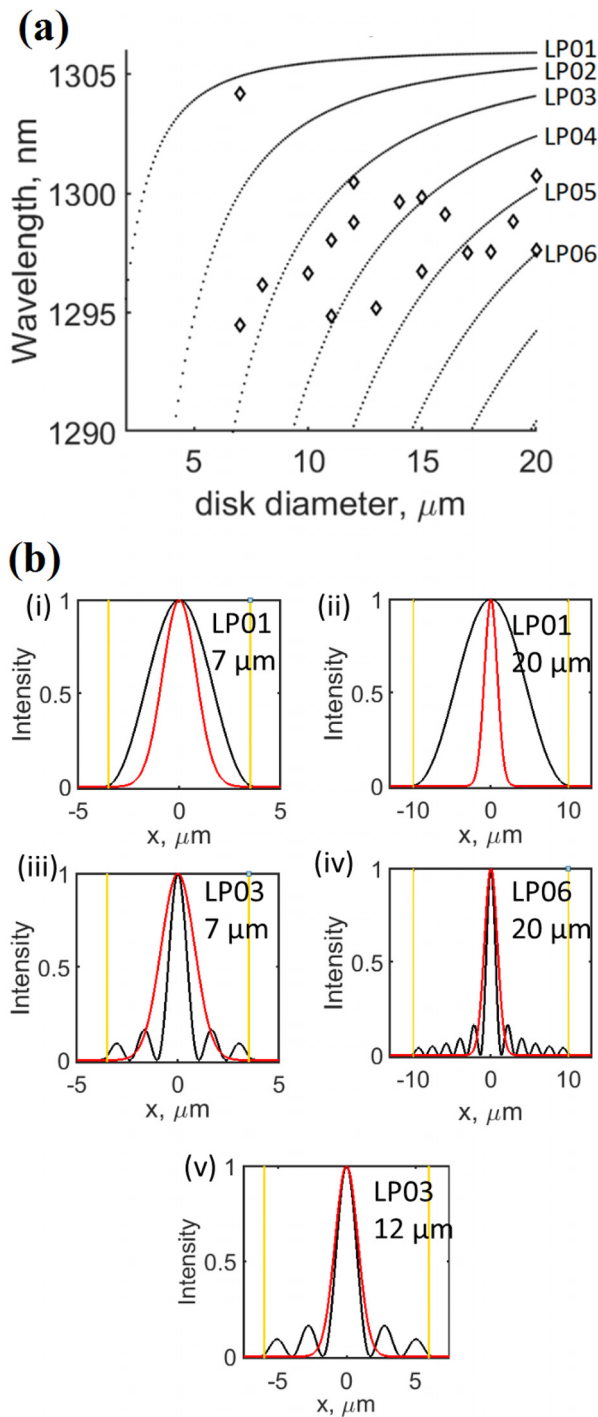 (a)
LP01
LP02
LP03
LP04
LP05
LP06
1305
1300
1295
1290
Wavelength, nm
5 10 15 20
disk diameter, μm
(b)
(i)
LP01
7 μm
1
0.5
0
Intensity
-5 0 5
x, μm
(ii)
LP01
20 μm
1
0.5
0
Intensity
-10 0 10
x, μm
(iii)
LP03
7 μm
1
0.5
0
Intensity
-5 0 5
x, μm
(iv)
LP06
20 μm
1
0.5
0
Intensity
-10 0 10
x, μm
(v)
LP03
12 μm
1
0.5
0
Intensity
-5 0 5
x, μm